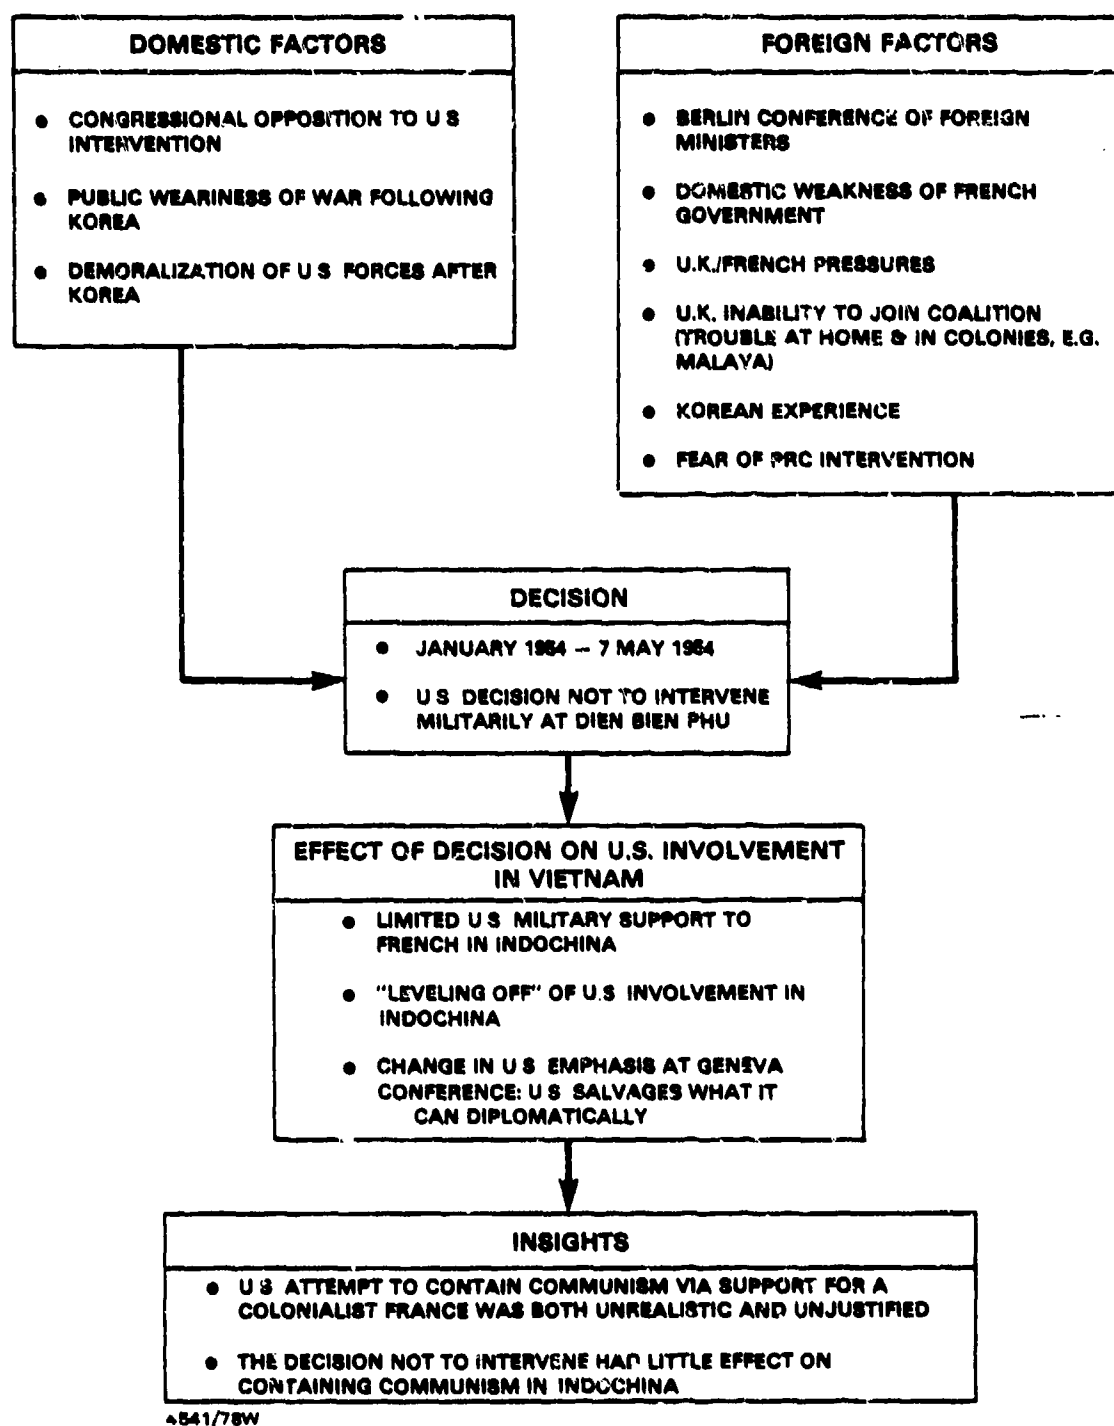 DOMESTIC FACTORS
● CONGRESSIONAL OPPOSITION TO U S
INTERVENTION
● PUBLIC WEARINESS OF WAR FOLLOWING
KOREA
● DEMORALIZATION OF U S FORCES AFTER
KOREA
FOREIGN FACTORS
● BERLIN CONFERENCE OF FOREIGN
MINISTERS
● DOMESTIC WEAKNESS OF FRENCH
GOVERNMENT
● U.K./FRENCH PRESSURES
● U.K. INABILITY TO JOIN COALITION
(TROUBLE AT HOME & IN COLONIES, E.G.
MALAYA)
● KOREAN EXPERIENCE
● FEAR OF PRC INTERVENTION
DECISION
● JANUARY 1954 – 7 MAY 1954
● U S DECISION NOT TO INTERVENE
MILITARILY AT DIEN BIEN PHU
EFFECT OF DECISION ON U.S. INVOLVEMENT
IN VIETNAM
● LIMITED U S MILITARY SUPPORT TO
FRENCH IN INDOCHINA
● "LEVELING OFF" OF U.S INVOLVEMENT IN
INDOCHINA
● CHANGE IN U S EMPHASIS AT GENEVA
CONFERENCE: U S SALVAGES WHAT IT
CAN DIPLOMATICALLY
INSIGHTS
● U S ATTEMPT TO CONTAIN COMMUNISM VIA SUPPORT FOR A
COLONIALIST FRANCE WAS BOTH UNREALISTIC AND UNJUSTIFIED
● THE DECISION NOT TO INTERVENE HAD LITTLE EFFECT ON
CONTAINING COMMUNISM IN INDOCHINA
4541/78W